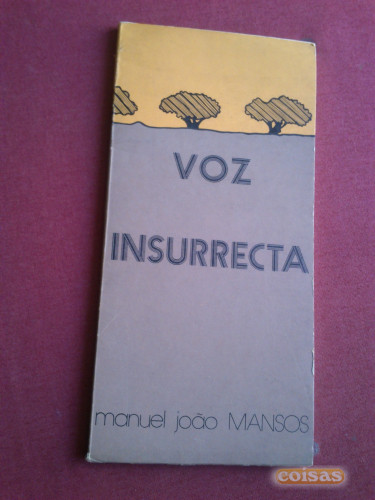 VOZ
INSURRECTA
manuel joão MANSOS
coisas